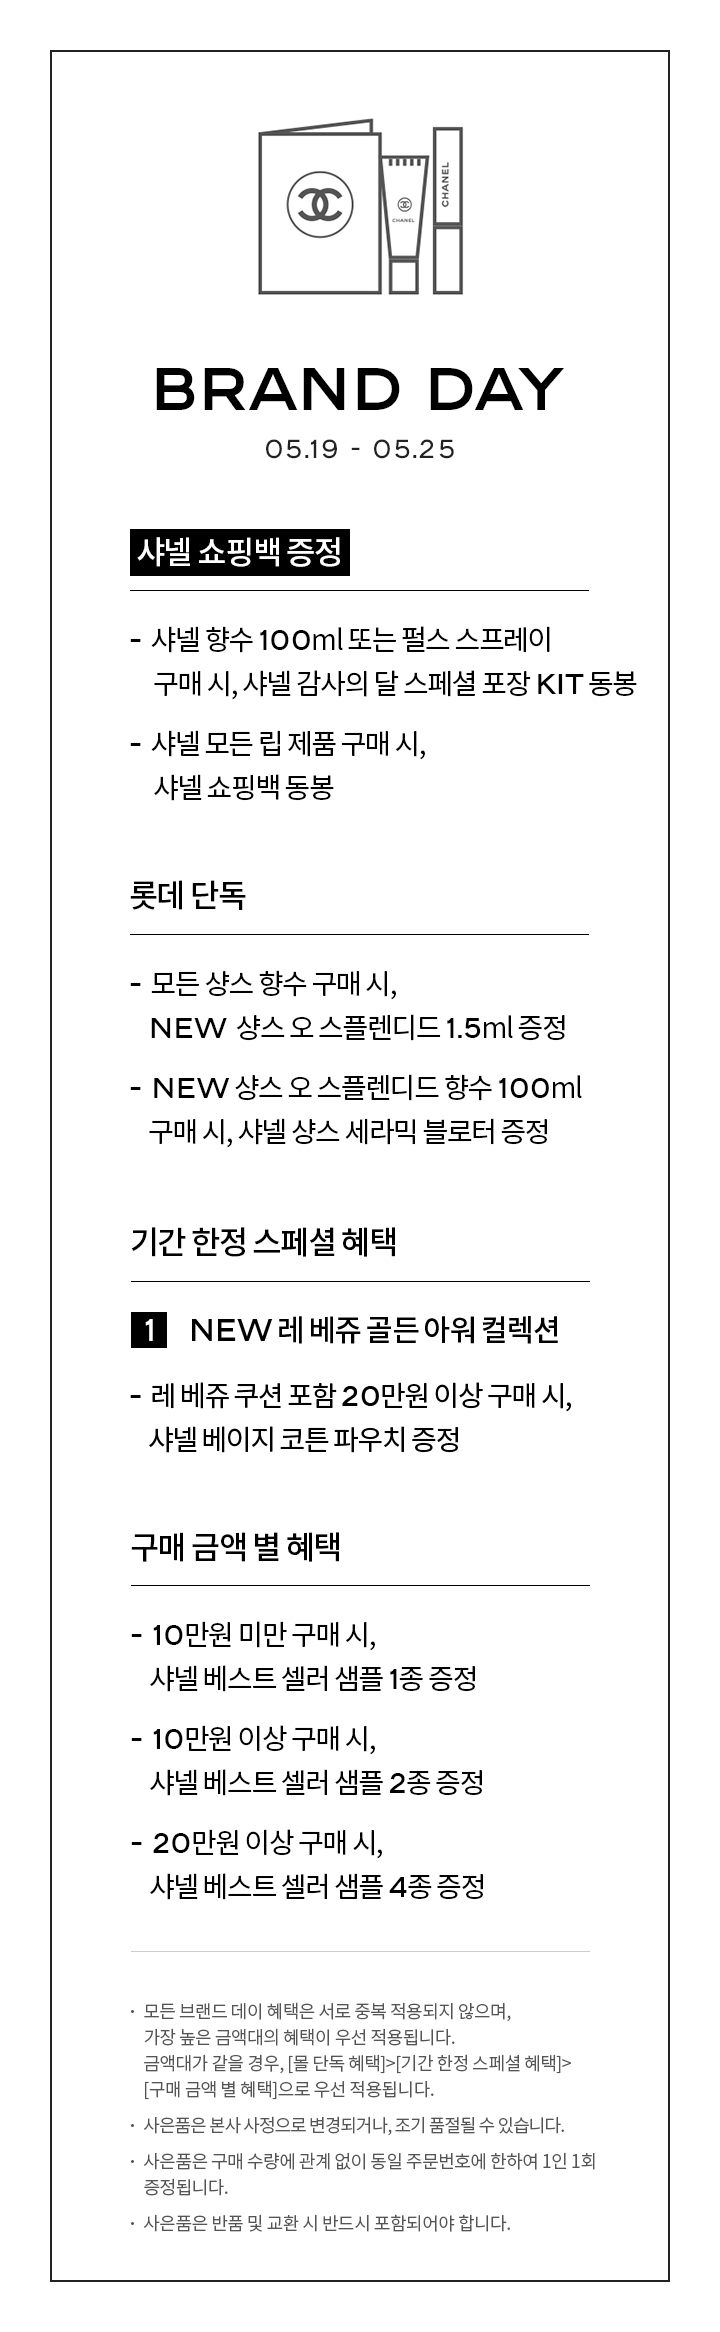 CHANEL
CHANEL
BRAND DAY
05.19 - 05.25
샤넬 쇼핑백 증정
- 샤넬 향수 100ml 또는 펄스 스프레이
구매 시, 샤넬 감사의 달 스페셜 포장 KIT 동봉
- 샤넬 모든 립 제품 구매 시,
샤넬 쇼핑백 동봉
롯데 단독
- 모든 샹스 향수 구매 시,
NEW 샹스 오 스플렌디드 1.5ml 증정
- NEW 샹스 오 스플렌디드 향수 100ml
구매 시, 샤넬 샹스 세라믹 블로터 증정
기간 한정 스페셜 혜택
1 NEW 레 베쥬 골든 아워 컬렉션
- 레 베쥬 쿠션 포함 20만원 이상 구매 시,
샤넬 베이지 코튼 파우치 증정
구매 금액 별 혜택
- 10만원 미만 구매 시,
샤넬 베스트 셀러 샘플 1종 증정
- 10만원 이상 구매 시,
샤넬 베스트 셀러 샘플 2종 증정
- 20만원 이상 구매 시,
샤넬 베스트 셀러 샘플 4종 증정
· 모든 브랜드 데이 혜택은 서로 중복 적용되지 않으며,
가장 높은 금액대의 혜택이 우선 적용됩니다.
금액대가 같을 경우, [몰 단독 혜택]>[기간 한정 스페셜 혜택]>
[구매 금액 별 혜택]으로 우선 적용됩니다.
· 사은품은 본사 사정으로 변경되거나, 조기 품절될 수 있습니다.
· 사은품은 구매 수량에 관계 없이 동일 주문번호에 한하여 1인 1회
증정됩니다.
· 사은품은 반품 및 교환 시 반드시 포함되어야 합니다.